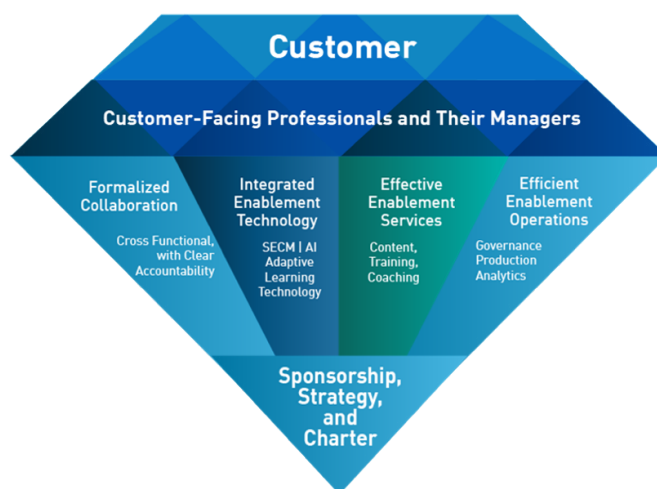 Customer
Customer-Facing Professionals and Their Managers
Formalized
Collaboration
Cross Functional,
with Clear
Accountability
Integrated
Enablement
Technology
SECM | AI
Adaptive
Learning
Technology
Effective
Enablement
Services
Content,
Training,
Coaching
Efficient
Enablement
Operations
Governance
Production
Analytics
Sponsorship,
Strategy,
and
Charter